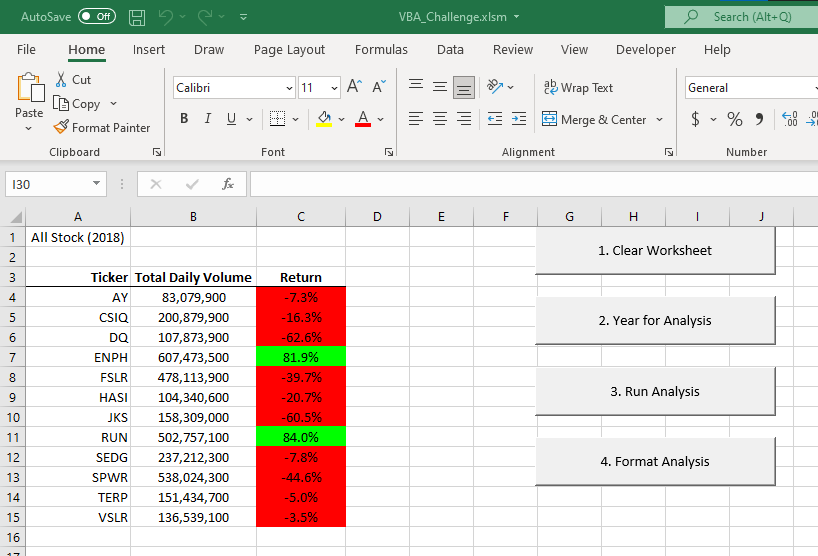 AutoSave Off VBA_Challenge.xlsm Search (Alt+Q)
File Home Insert Draw Page Layout Formulas Data Review View Developer Help
Paste Cut Copy Format Painter
Calibri 11
B I U A
ab Wrap Text
Merge & Center
General
$ % 9
Clipboard Font Alignment Number
I30 fx
A B C D E F G H I J
1 All Stock (2018)
1. Clear Worksheet
2
3 Ticker Total Daily Volume Return
4 AY 83,079,900 -7.3%
5 CSIQ 200,879,900 -16.3%
2. Year for Analysis
6 DQ 107,873,900 -62.6%
7 ENPH 607,473,500 81.9%
8 FSLR 478,113,900 -39.7%
3. Run Analysis
9 HASI 104,340,600 -20.7%
10 JKS 158,309,000 -60.5%
11 RUN 502,757,100 84.0%
12 SEDG 237,212,300 -7.8%
4. Format Analysis
13 SPWR 538,024,300 -44.6%
14 TERP 151,434,700 -5.0%
15 VSLR 136,539,100 -3.5%
16